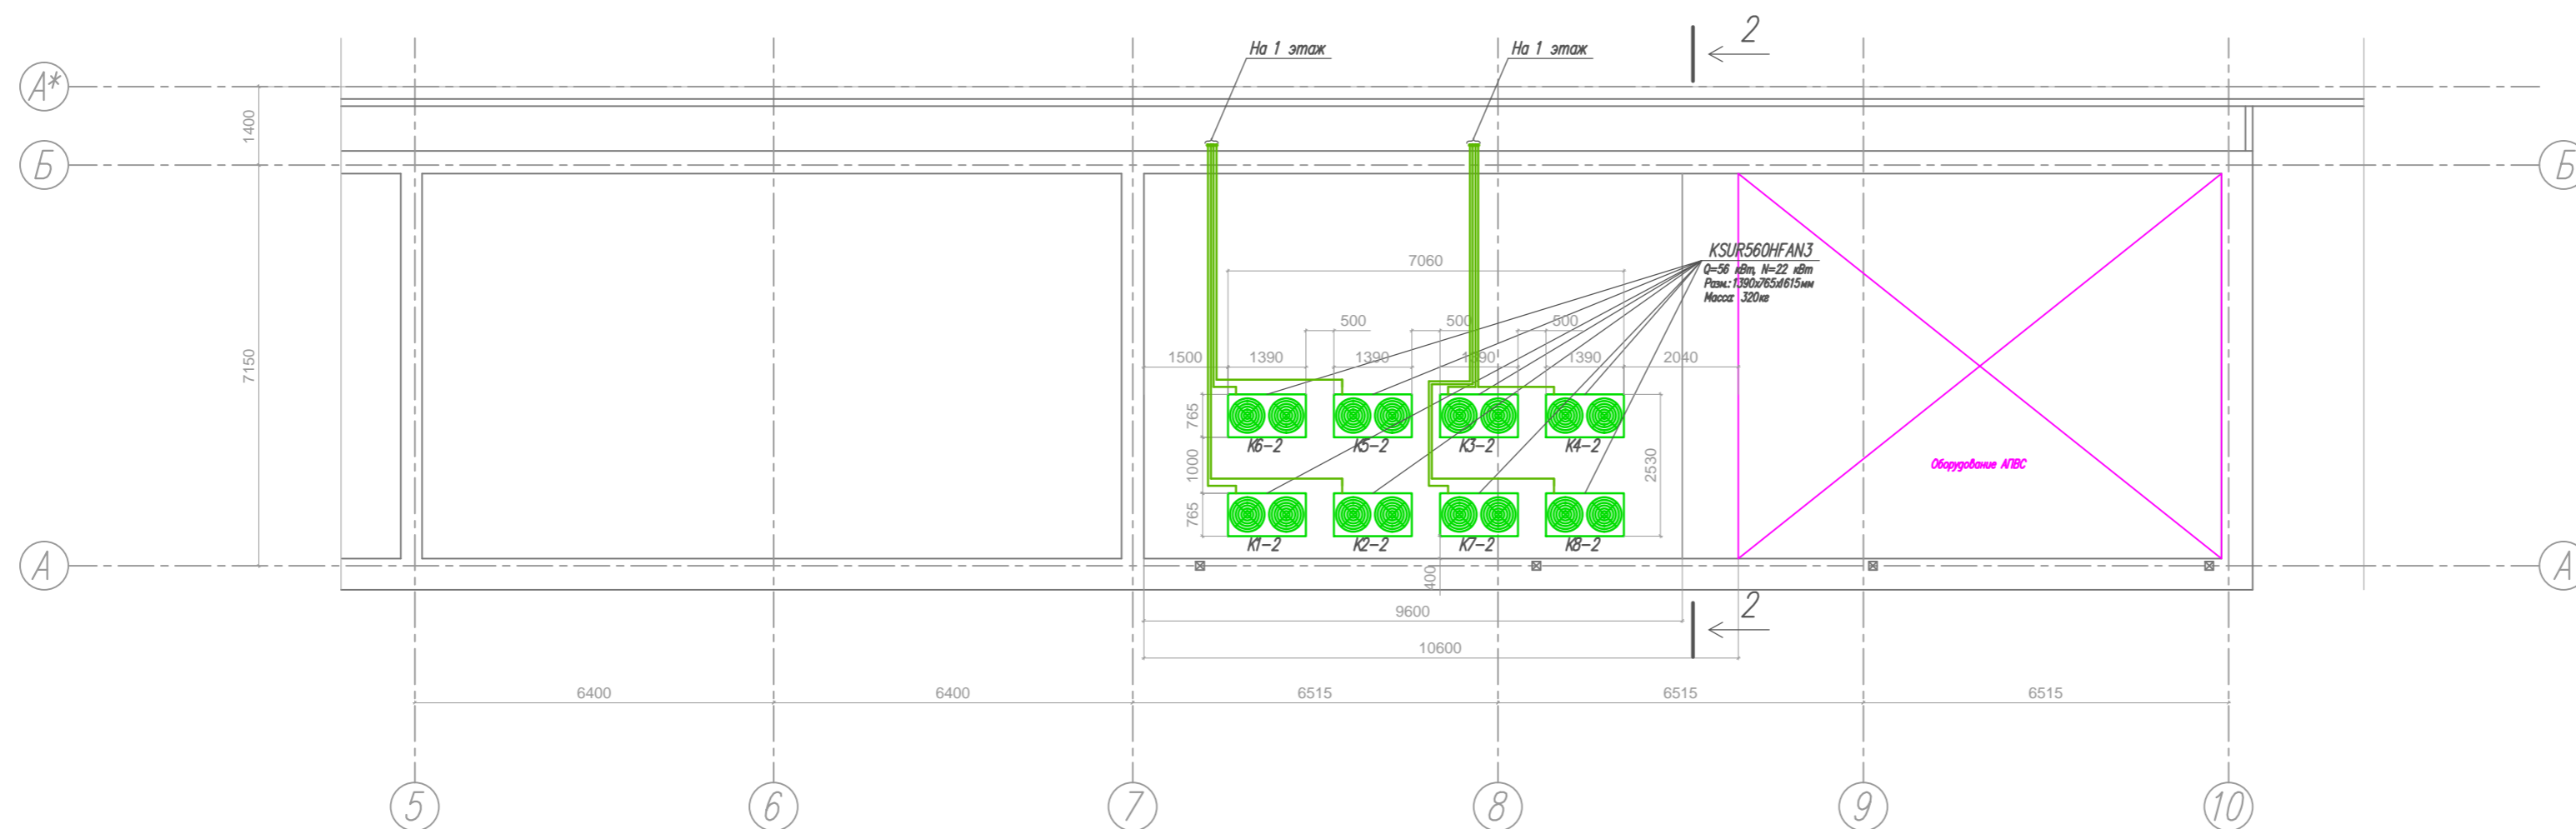 2
На 1 этаж
На 1 этаж
А*
1400
Б
Б
KSUR560HFAN3
Q=56 кВт, N=22 кВт
Разм.: 1390х765х1615мм
Масса: 320кг
7060
500
500
500
7150
1500
1390
1390
1390
1390
2040
765
К6-2
К5-2
К3-2
К4-2
1000
2530
Оборудование АПВС
765
К1-2
К2-2
К7-2
К8-2
А
А
400
9600
2
10600
6400
6400
6515
6515
6515
5
6
7
8
9
10